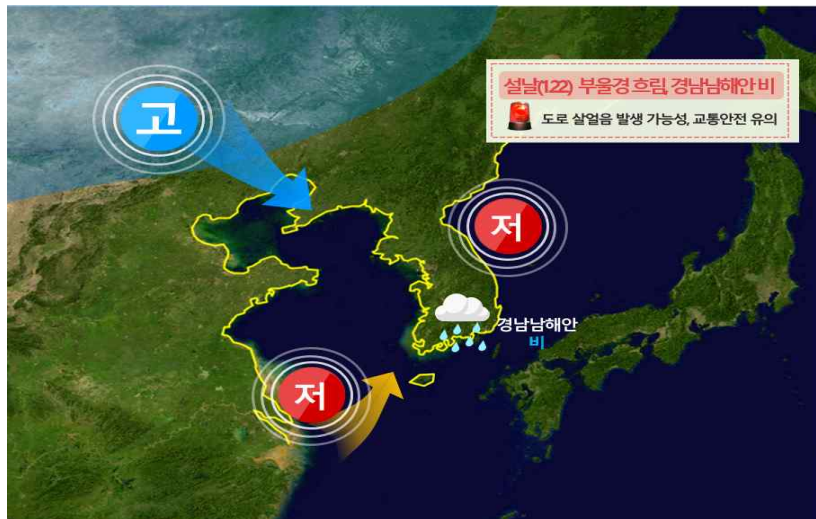 설날(1.22) 부울경 흐림, 경남남해안 비
도로 살얼음 발생 가능성, 교통안전 유의
고
저
경남남해안
비
저